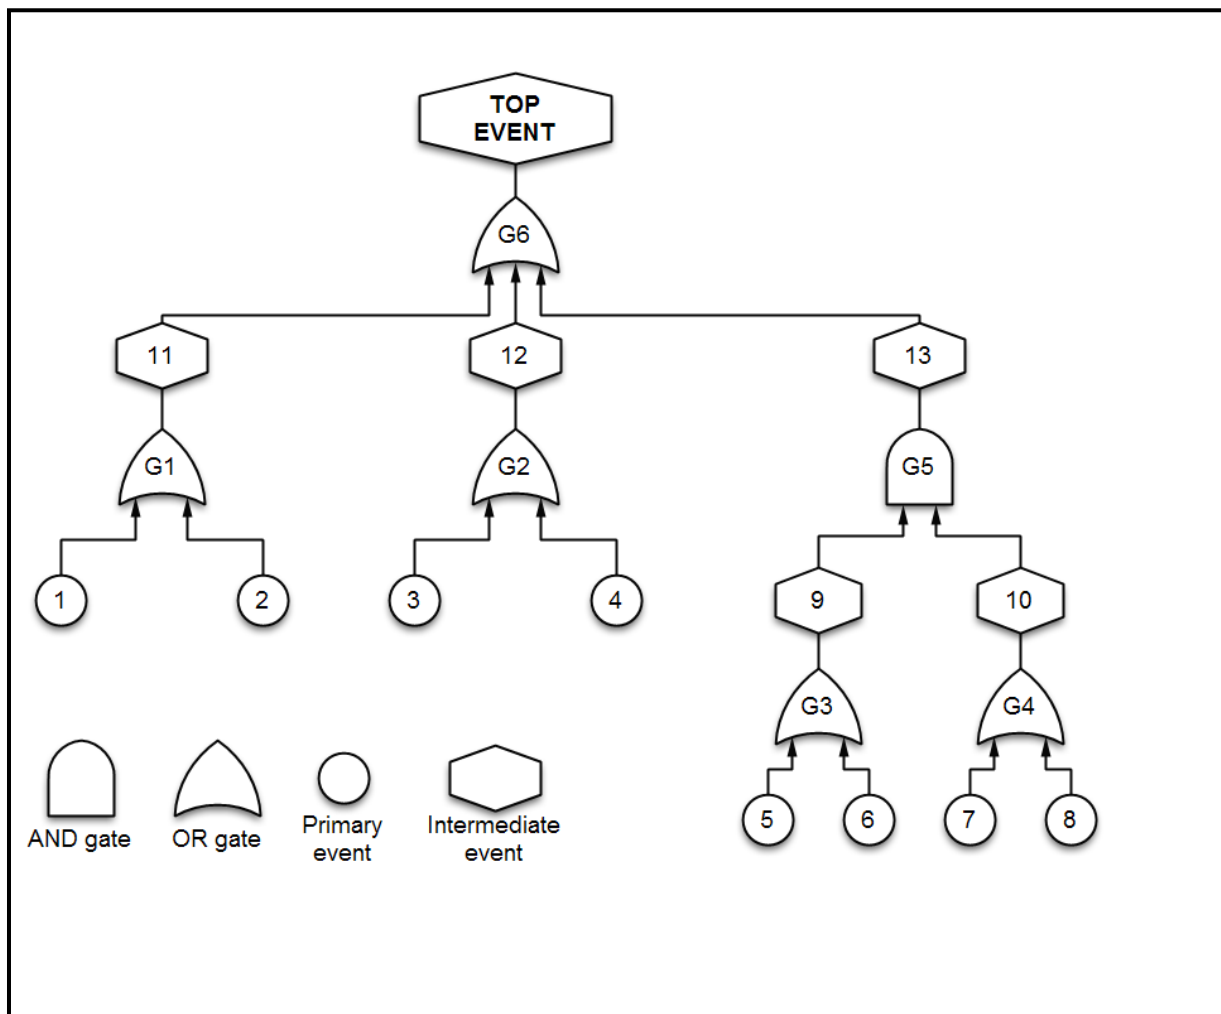 TOP
EVENT
G6
11
12
13
G1
G2
G5
1
2
3
4
9
10
G3
G4
5
6
7
8
AND gate
OR gate
Primary
event
Intermediate
event